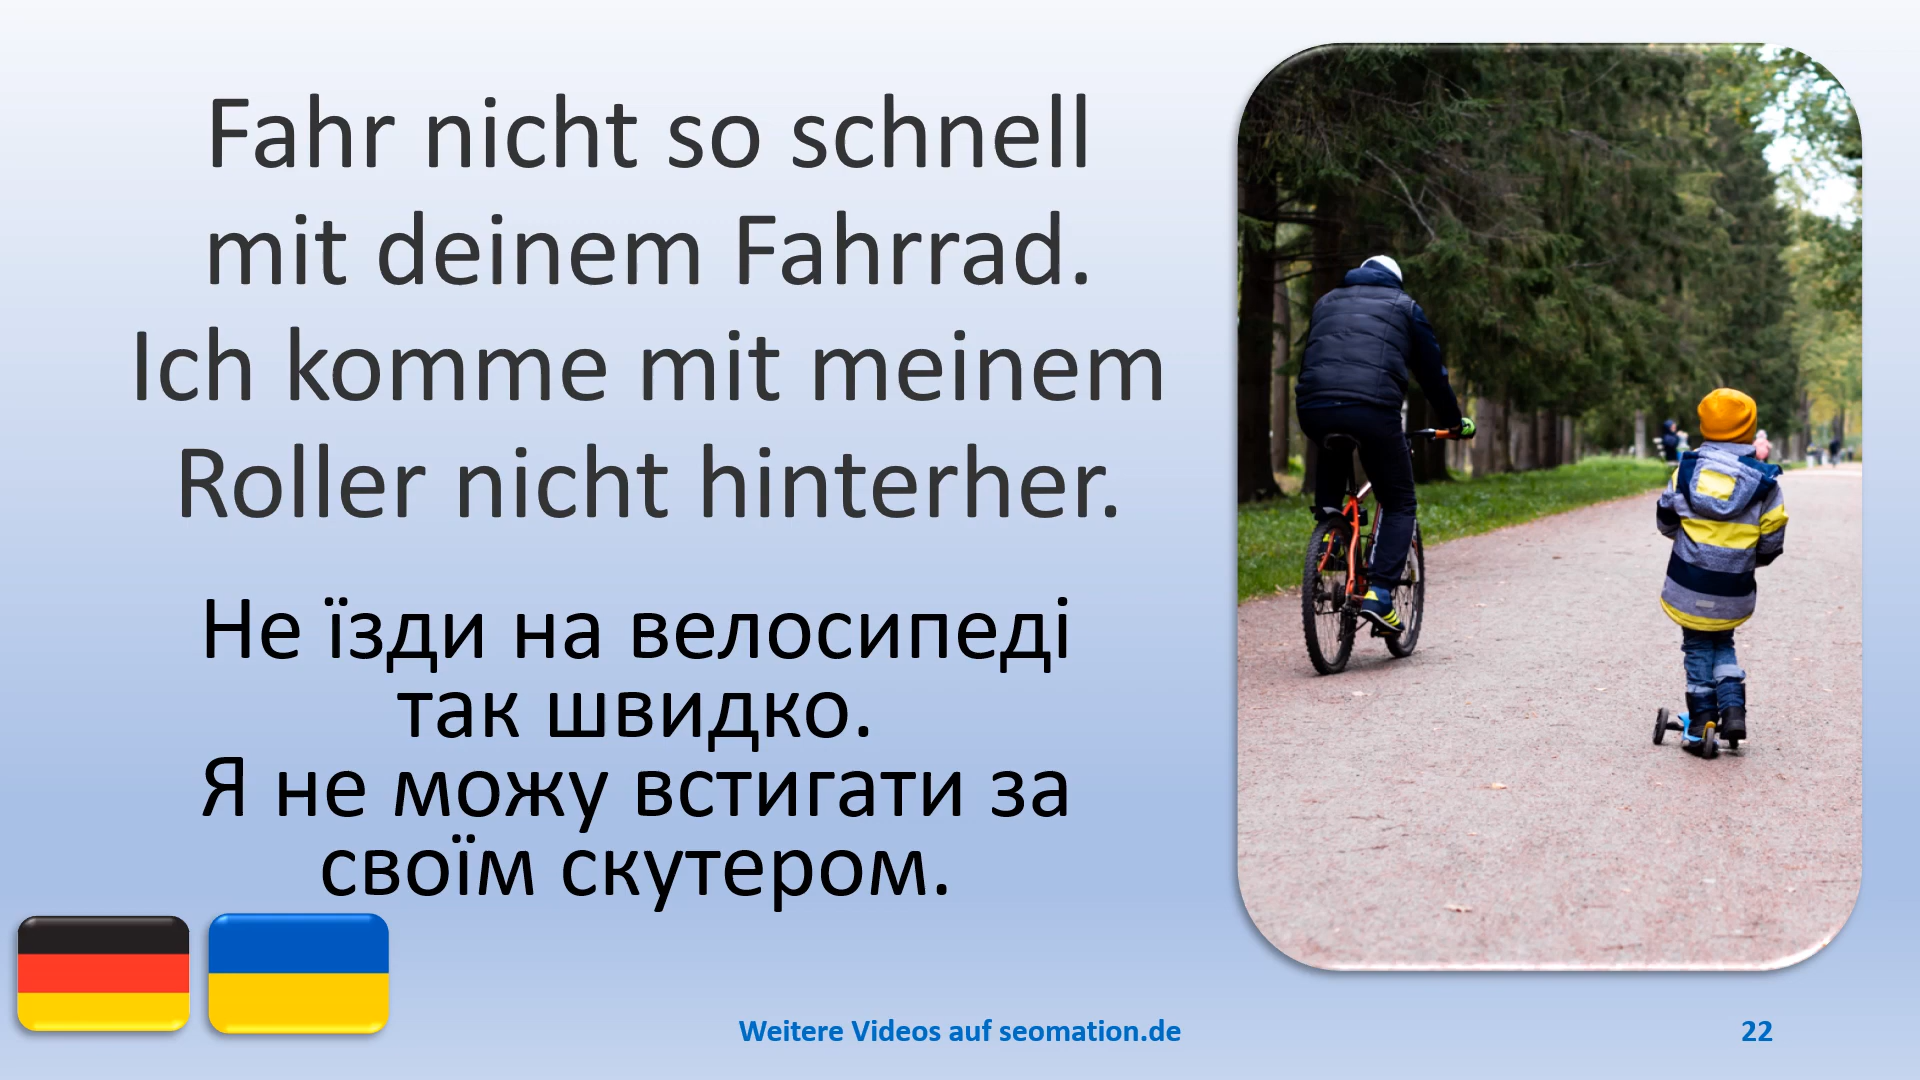 Fahr nicht so schnell
mit deinem Fahrrad.
Ich komme mit meinem
Roller nicht hinterher.
Не їзди на велосипеді
так швидко.
Я не можу встигати за
своїм скутером.
Weitere Videos auf seomation.de
22